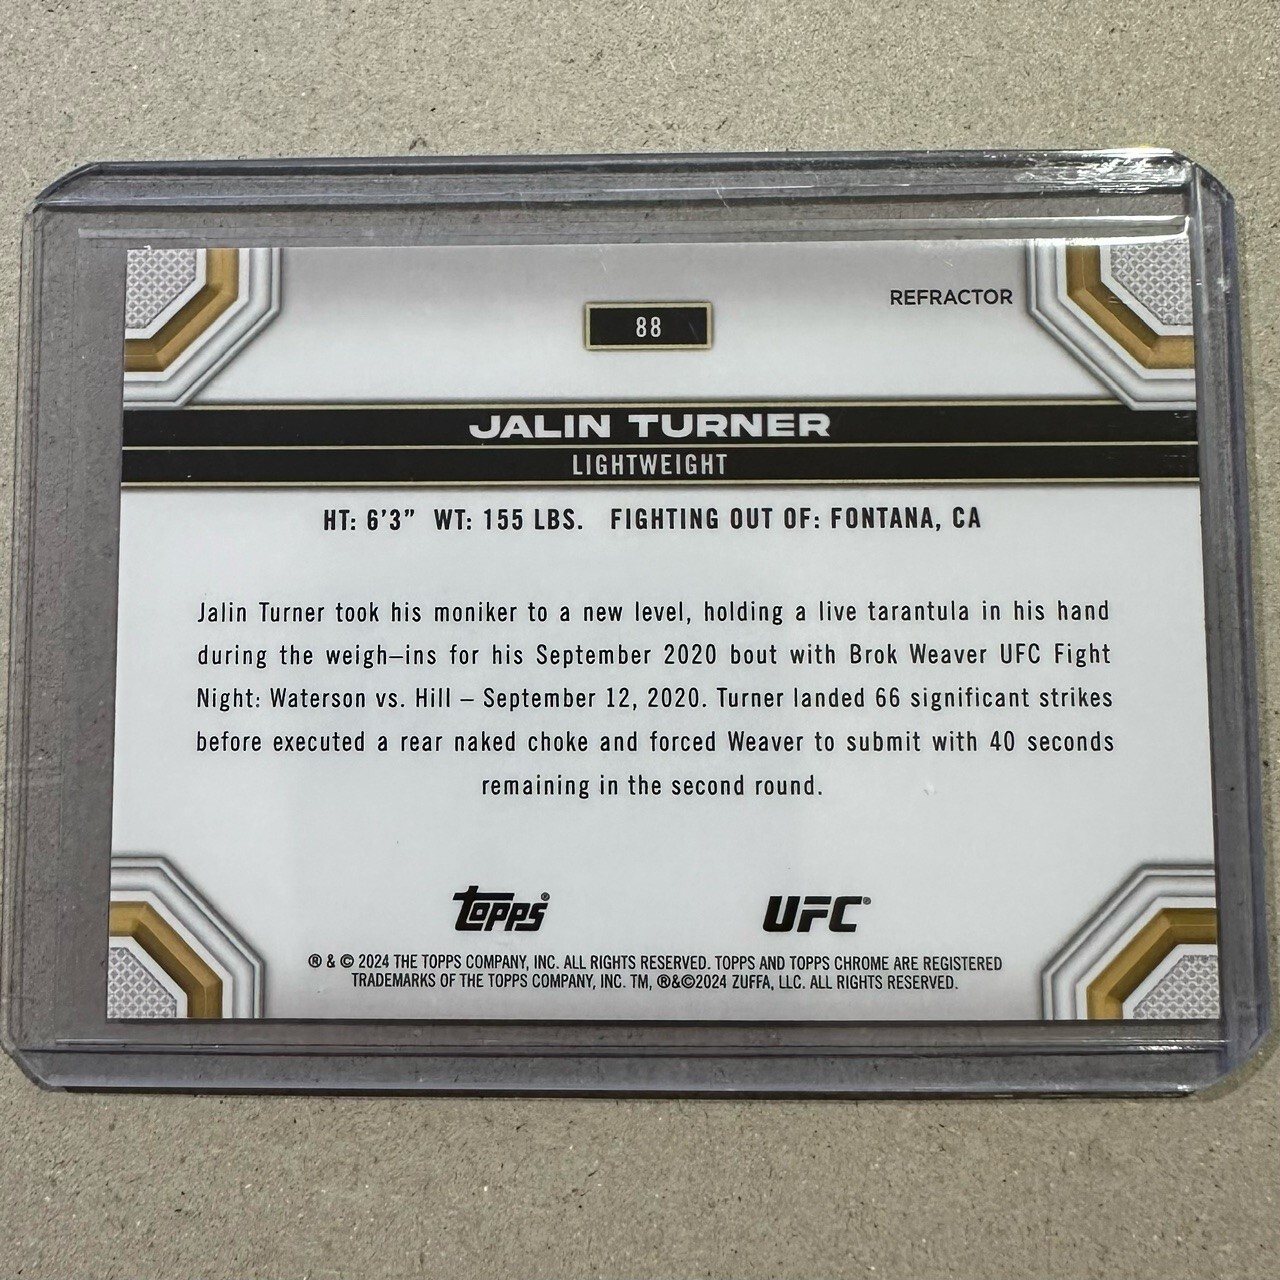 REFRACTOR
88
JALIN TURNER
LIGHTWEIGHT
HT: 6'3” WT: 155 LBS. FIGHTING OUT OF: FONTANA, CA
Jalin Turner took his moniker to a new level, holding a live tarantula in his hand
during the weigh–ins for his September 2020 bout with Brok Weaver UFC Fight
Night: Waterson vs. Hill – September 12, 2020. Turner landed 66 significant strikes
before executed a rear naked choke and forced Weaver to submit with 40 seconds
remaining in the second round.
Topps® UFC®
® & © 2024 THE TOPPS COMPANY, INC. ALL RIGHTS RESERVED. TOPPS AND TOPPS CHROME ARE REGISTERED
TRADEMARKS OF THE TOPPS COMPANY, INC. TM, ®&©2024 ZUFFA, LLC. ALL RIGHTS RESERVED.